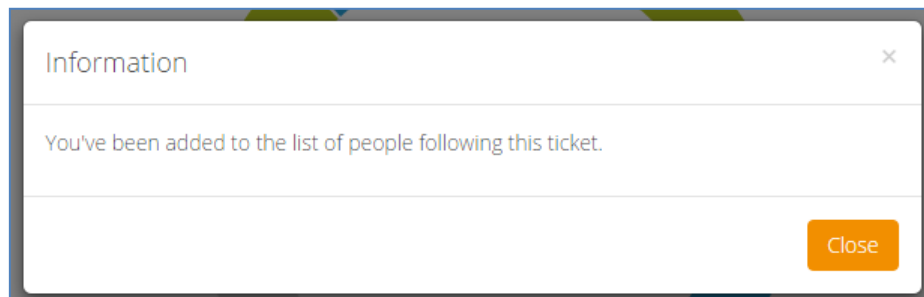 Information
×
You've been added to the list of people following this ticket.
Close